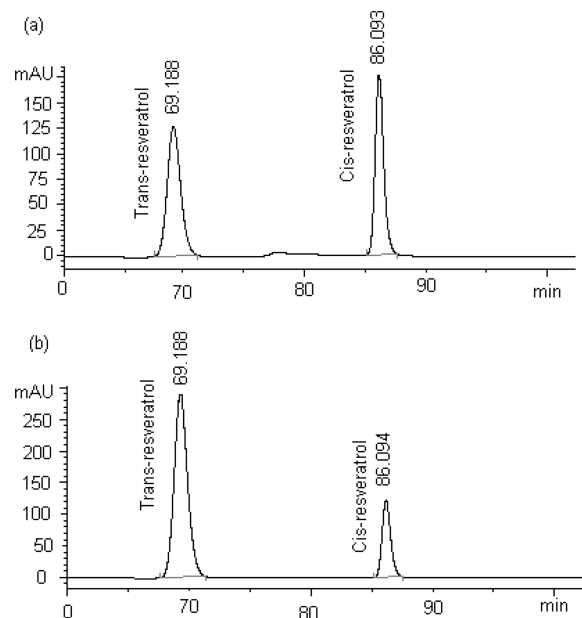 (a)
mAU
150
125
100
75
50
25
0
Trans-resveratrol
69.188
Cis-resveratrol
86.093
0 70 80 90 min
(b)
mAU
250
200
150
100
50
0
Trans-resveratrol
69.188
Cis-resveratrol
86.094
0 70 80 90 min